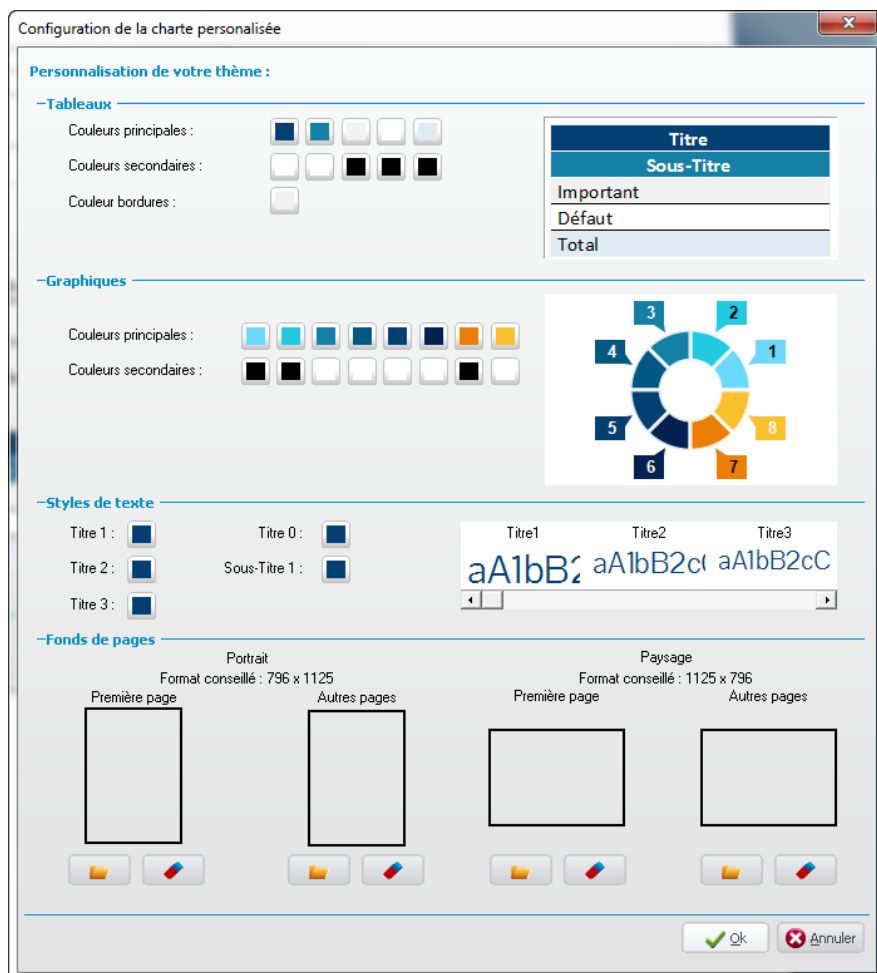 Configuration de la charte personalisée
Personnalisation de votre thème :
Tableaux
Couleurs principales :
Couleurs secondaires :
Couleur bordures :
Titre
Sous-Titre
Important
Défaut
Total
Graphiques
Couleurs principales :
Couleurs secondaires :
3 2
4 1
5 8
6 7
Styles de texte
Titre 1 : Titre 0 :
Titre 2 : Sous-Titre 1 :
Titre 3 :
Titre1 Titre2 Titre3
aA1bB2 aA1bB2c aA1bB2cC
Fonds de pages
Portrait Paysage
Format conseillé : 796 x 1125 Format conseillé : 1125 x 796
Première page Autres pages Première page Autres pages
Ok Annuler